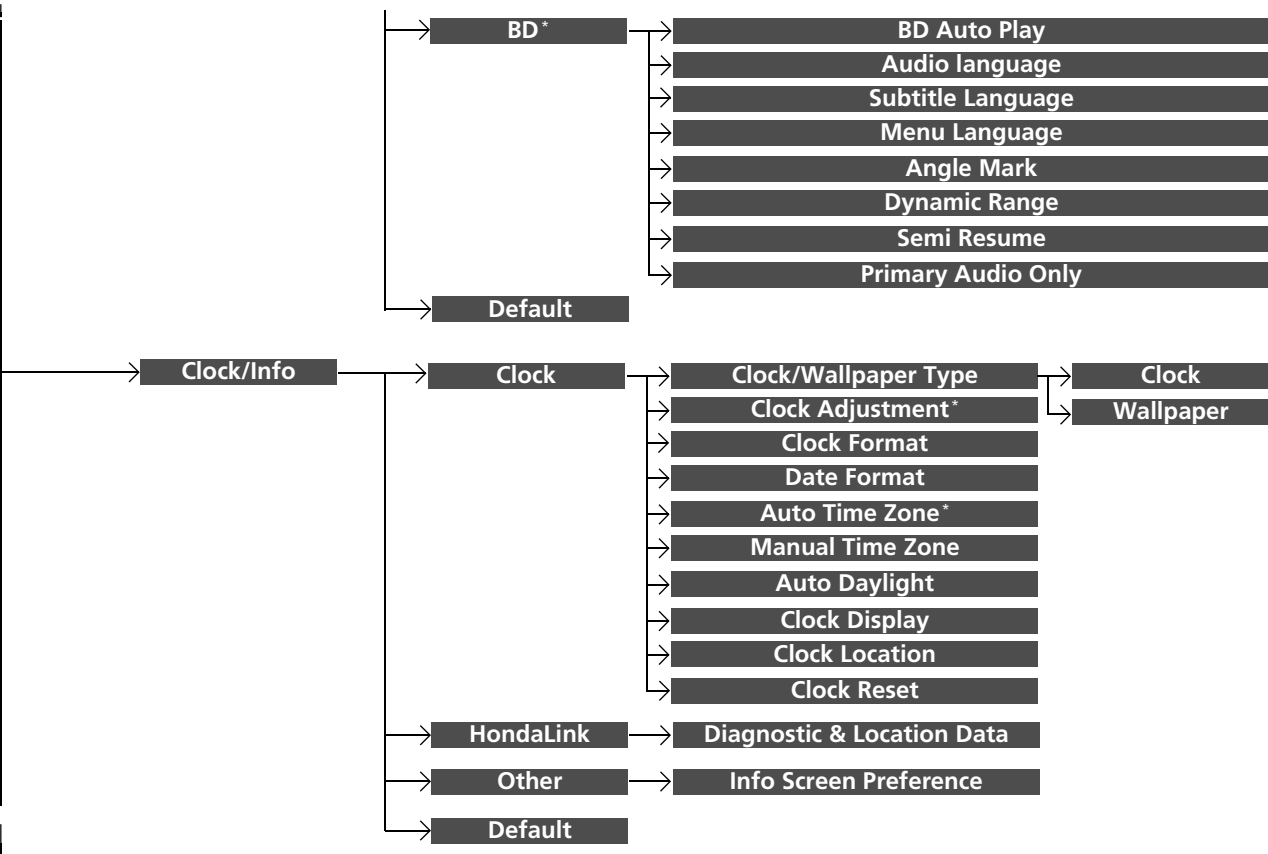 BD* BD Auto Play
Audio language
Subtitle Language
Menu Language
Angle Mark
Dynamic Range
Semi Resume
Primary Audio Only
Default
Clock/Info Clock Clock/Wallpaper Type Clock
Clock Adjustment* Wallpaper
Clock Format
Date Format
Auto Time Zone*
Manual Time Zone
Auto Daylight
Clock Display
Clock Location
Clock Reset
HondaLink Diagnostic & Location Data
Other Info Screen Preference
Default